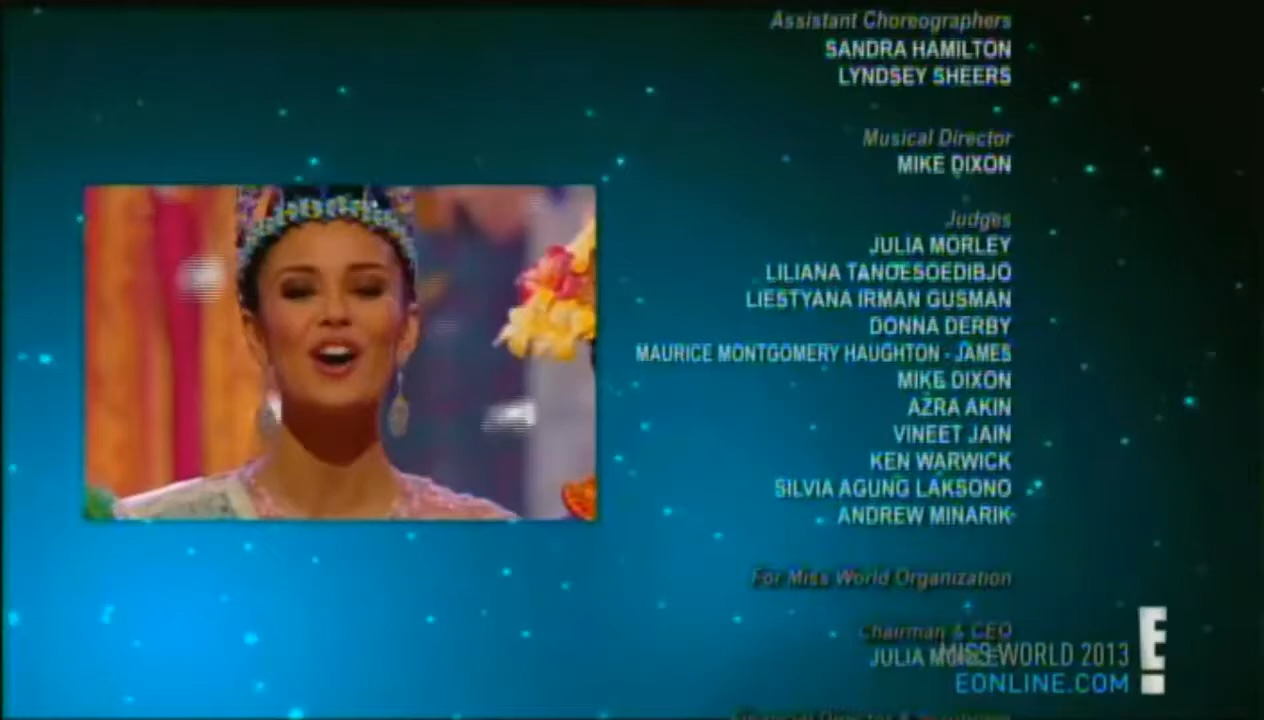 Assistant Choreographers
SANDRA HAMILTON
LYNDSEY SHEERS
Musical Director
MIKE DIXON
Judges
JULIA MORLEY
LILIANA TANOESOEDIBJO
LIESTYANA IRMAN GUSMAN
DONNA DERBY
MAURICE MONTGOMERY HAUGHTON - JAMES
MIKE DIXON
AZRA AKIN
VINEET JAIN
KEN WARWICK
SILVIA AGUNG LAKSONO
ANDREW MINARIK
For Miss World Organization
Chairman & CEO
JULIA
MISS WORLD 2013
EONLINE.COM
E!